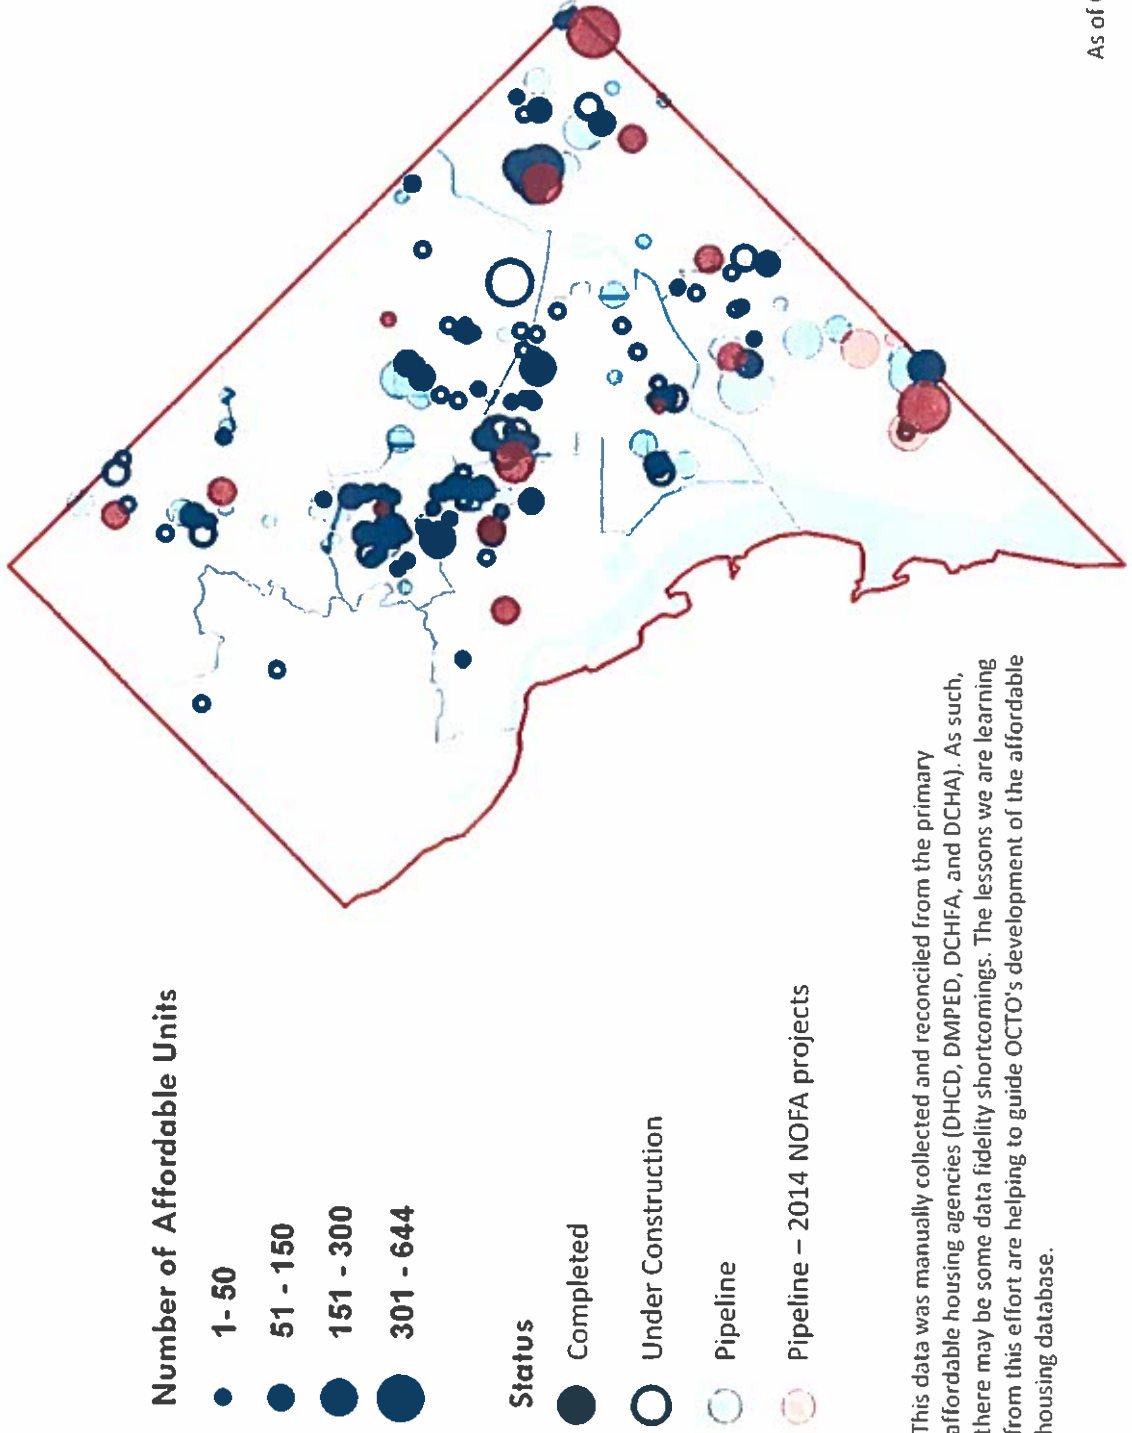 Number of Affordable Units
1 - 50
51 - 150
151 - 300
301 - 644
Status
Completed
Under Construction
Pipeline
Pipeline – 2014 NOFA projects
This data was manually collected and reconciled from the primary
affordable housing agencies (DHCD, DMPED, DCHFA, and DCHA). As such,
there may be some data fidelity shortcomings. The lessons we are learning
from this effort are helping to guide OCTO's development of the affordable
housing database.
As of